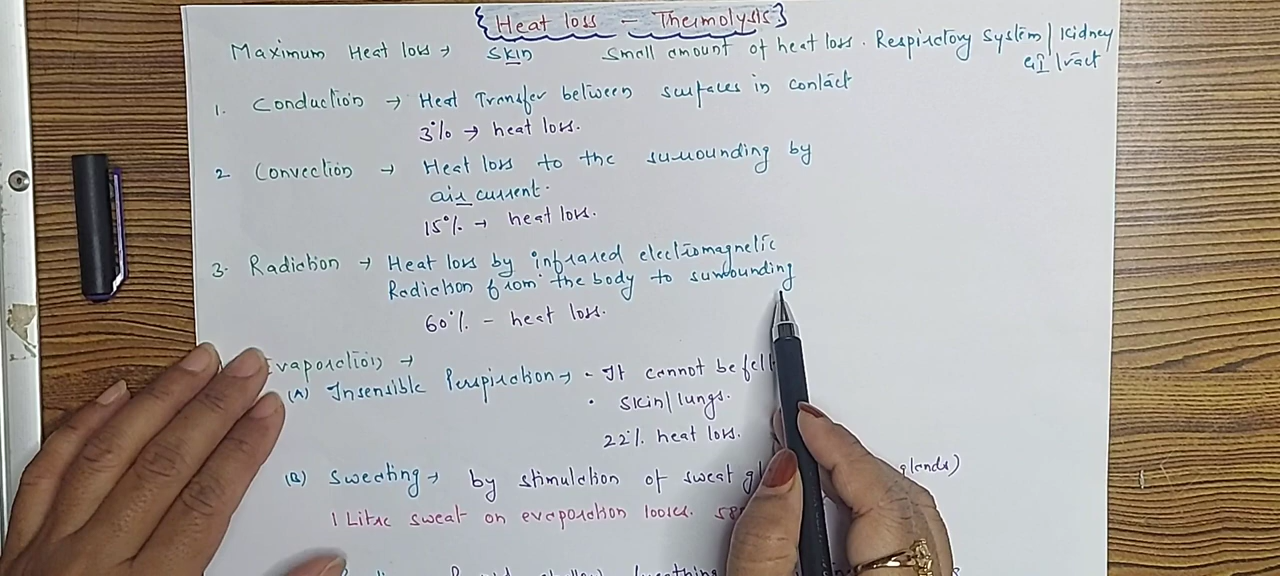 {Heat loss - Thermolysis}
Maximum Heat loss → Skin Small amount of heat loss. Respiratory System / Kidney
GI Tract
1. Conduction → Heat Transfer between surfaces in contact
3% → heat loss.
2 Convection → Heat loss to the surrounding by
air current.
15% → heat loss.
3. Radiation → Heat loss by infrared electromagnetic
Radiation from the body to surrounding
60% - heat loss.
Evaporation →
(A) Insensible Perspiration → - It cannot be felt
• Skin/lungs.
22% heat loss.
(B) Sweating → by stimulation of sweat glands)
1 Litre sweat on evaporation looses. 58